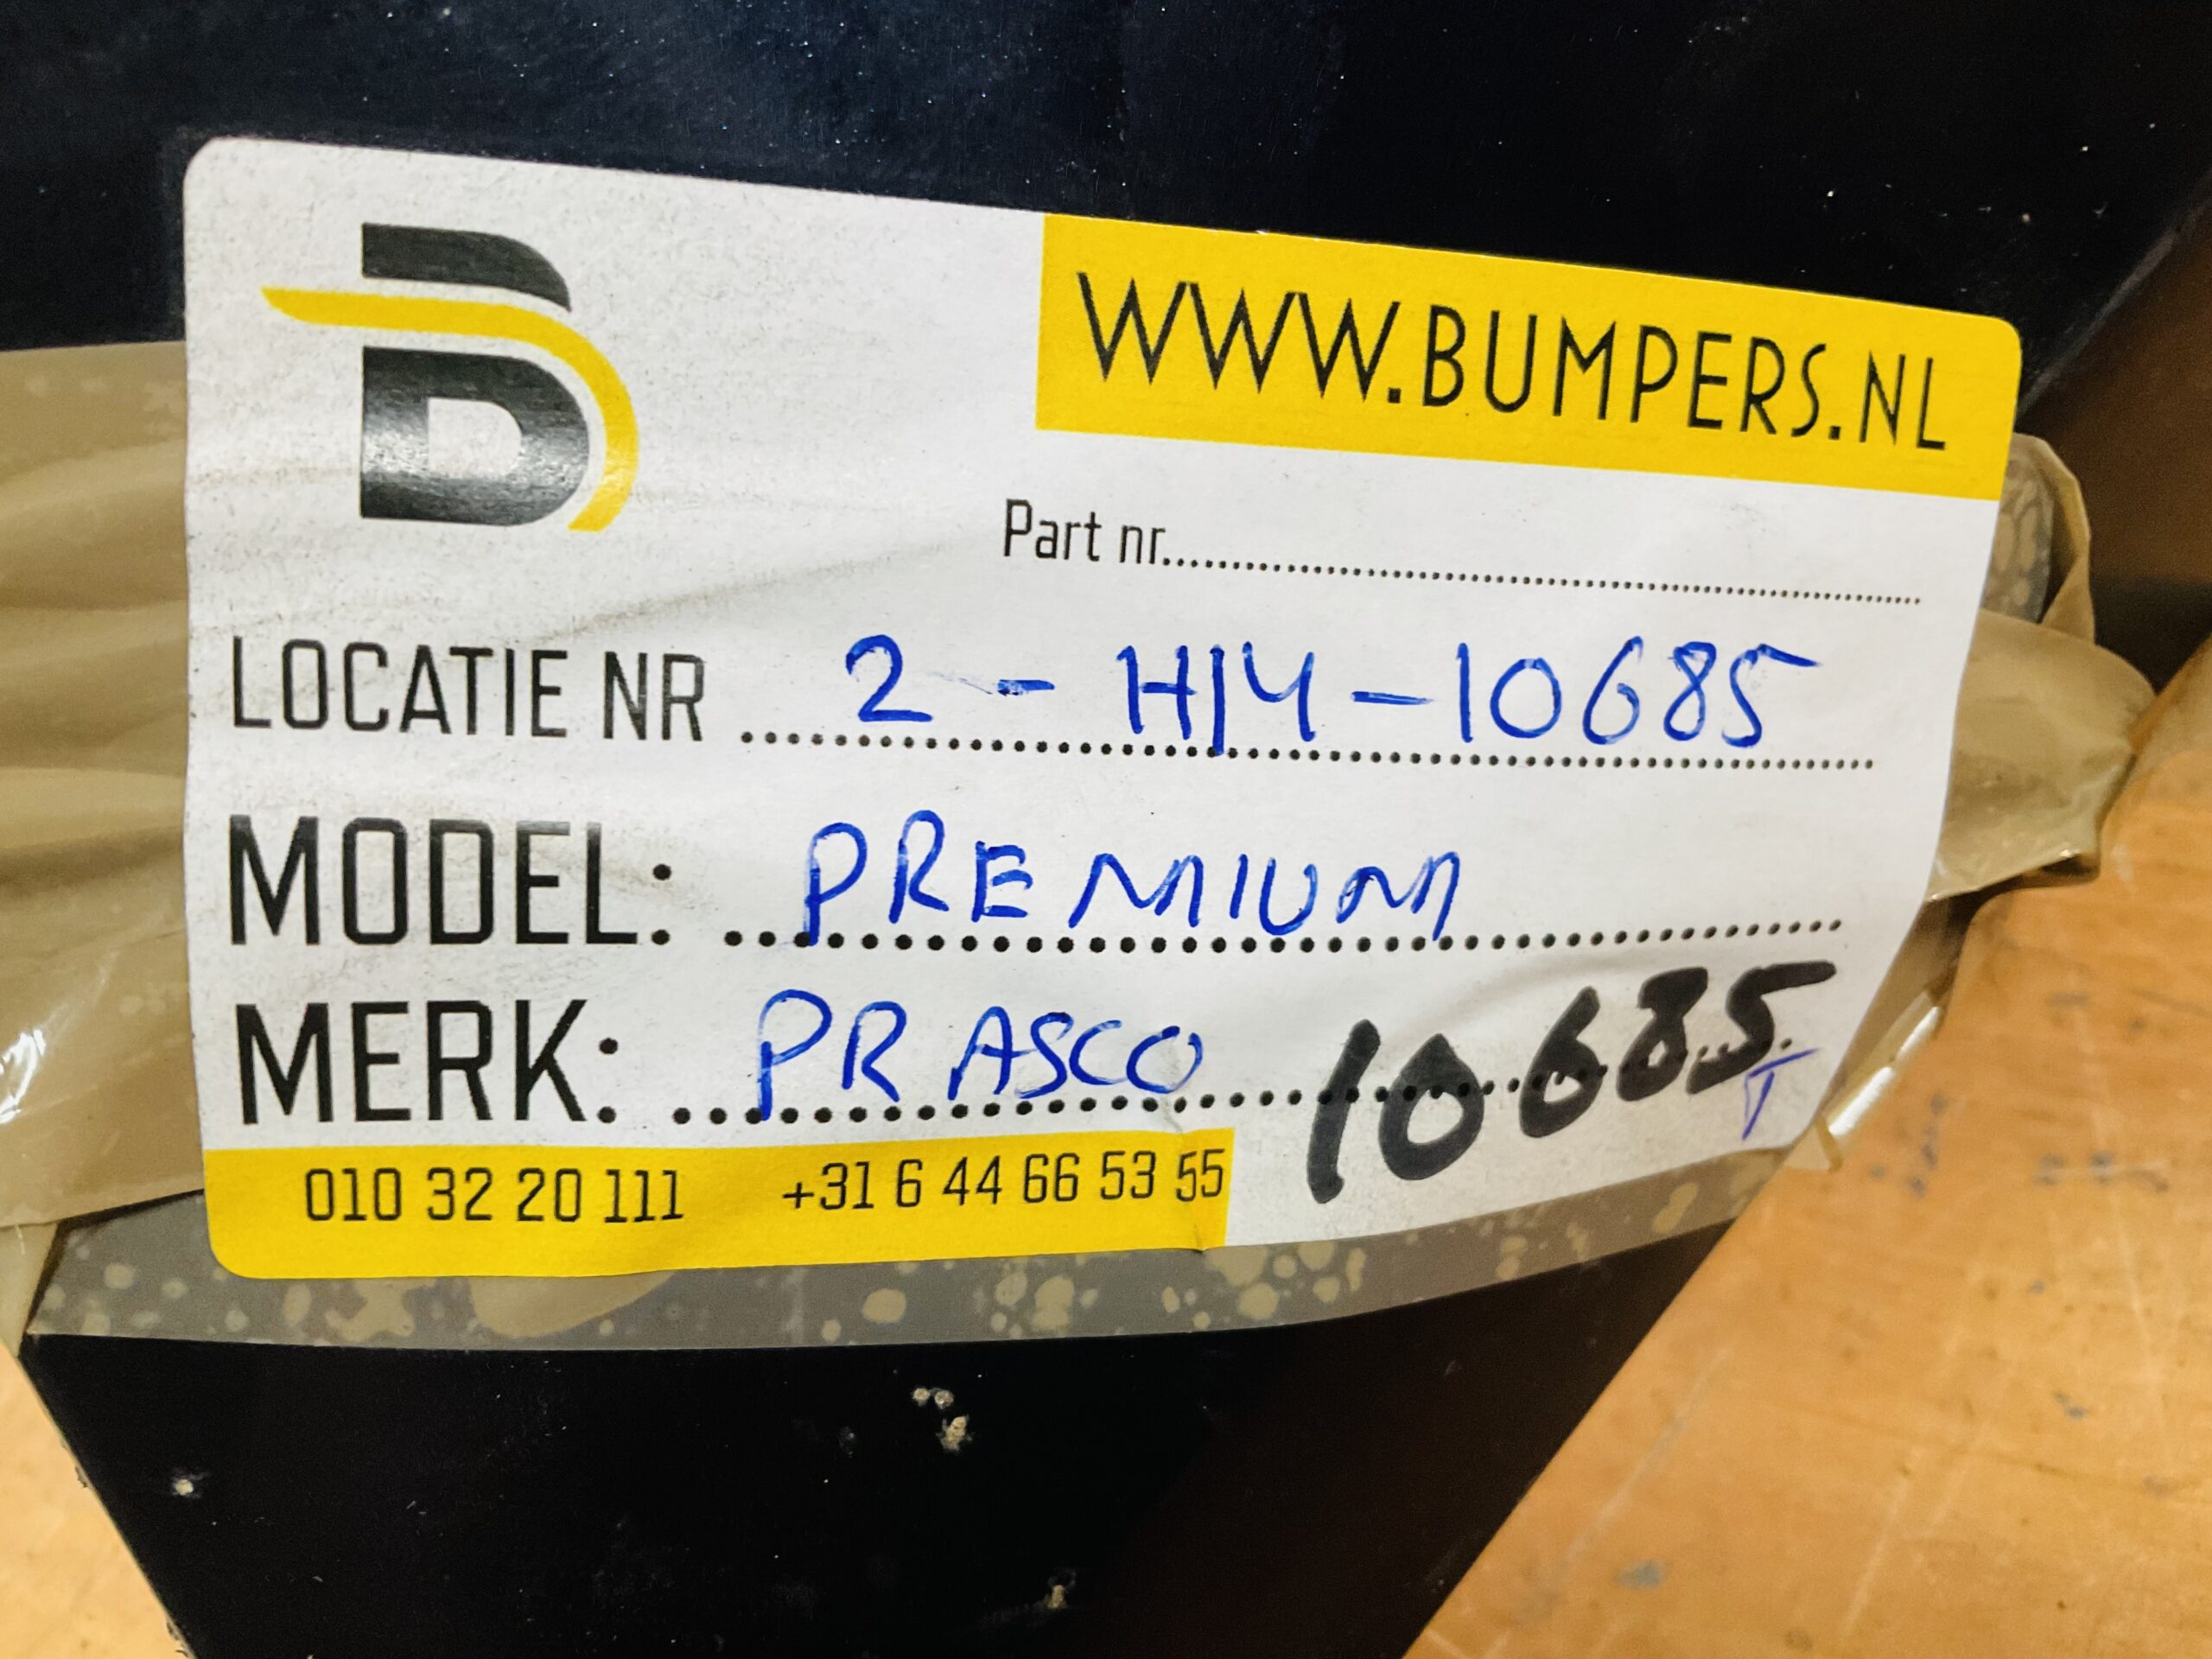 WWW.BUMPERS.NL
Part nr..................................................
LOCATIE NR .... 2 - H|4 - 10685
MODEL: ... PREMIUM
MERK: ... PRASCO 10685
T
010 32 20 111 +31 6 44 66 53 55